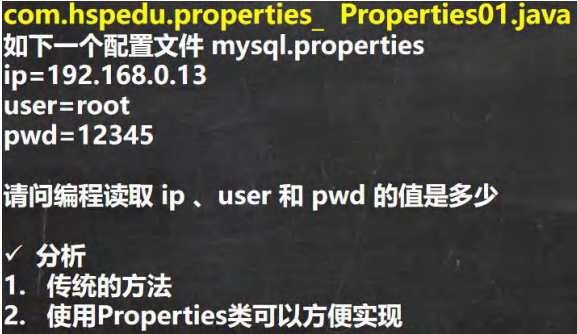 com.hspedu.properties_ Properties01.java
如下一个配置文件 mysql.properties
ip=192.168.0.13
user=root
pwd=12345
请问编程读取 ip 、user 和 pwd 的值是多少
✓ 分析
1. 传统的方法
2. 使用Properties类可以方便实现